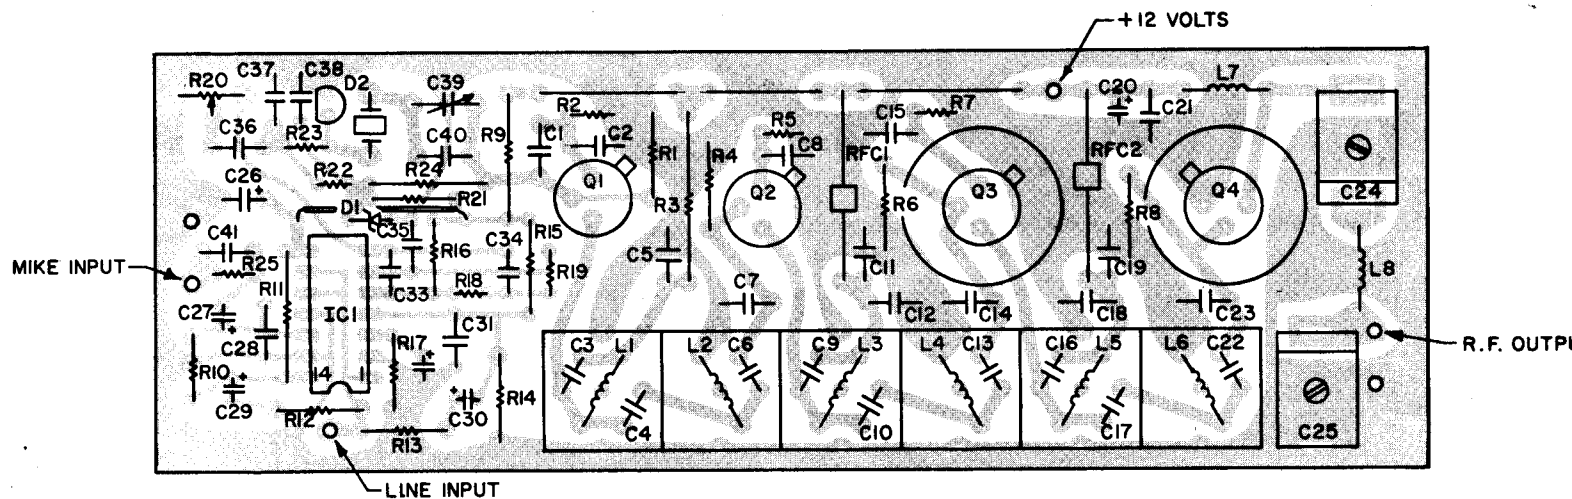 +12 VOLTS
R20
C37
C38
D2
C39
C36
R23
C40
R9
C1
R2
C2
R1
R4
R5
C8
C15
R7
RFC1
RFC2
C20
C21
L7
C24
R22
R24
C26
R21
D1
Q1
R3
Q2
R6
Q3
R8
Q4
C41
R25
C35
R16
C34
R15
C5
C11
C19
L8
MIKE INPUT
R11
C33
R18
R19
C7
C12
C14
C18
C23
C27
IC1
C28
R17
C31
C3
L1
L2
C6
C9
L3
L4
C13
C16
L5
L6
C22
R.F. OUTPU
R10
14
1
C29
R14
R12
C30
C4
C10
C17
C25
R13
LINE INPUT